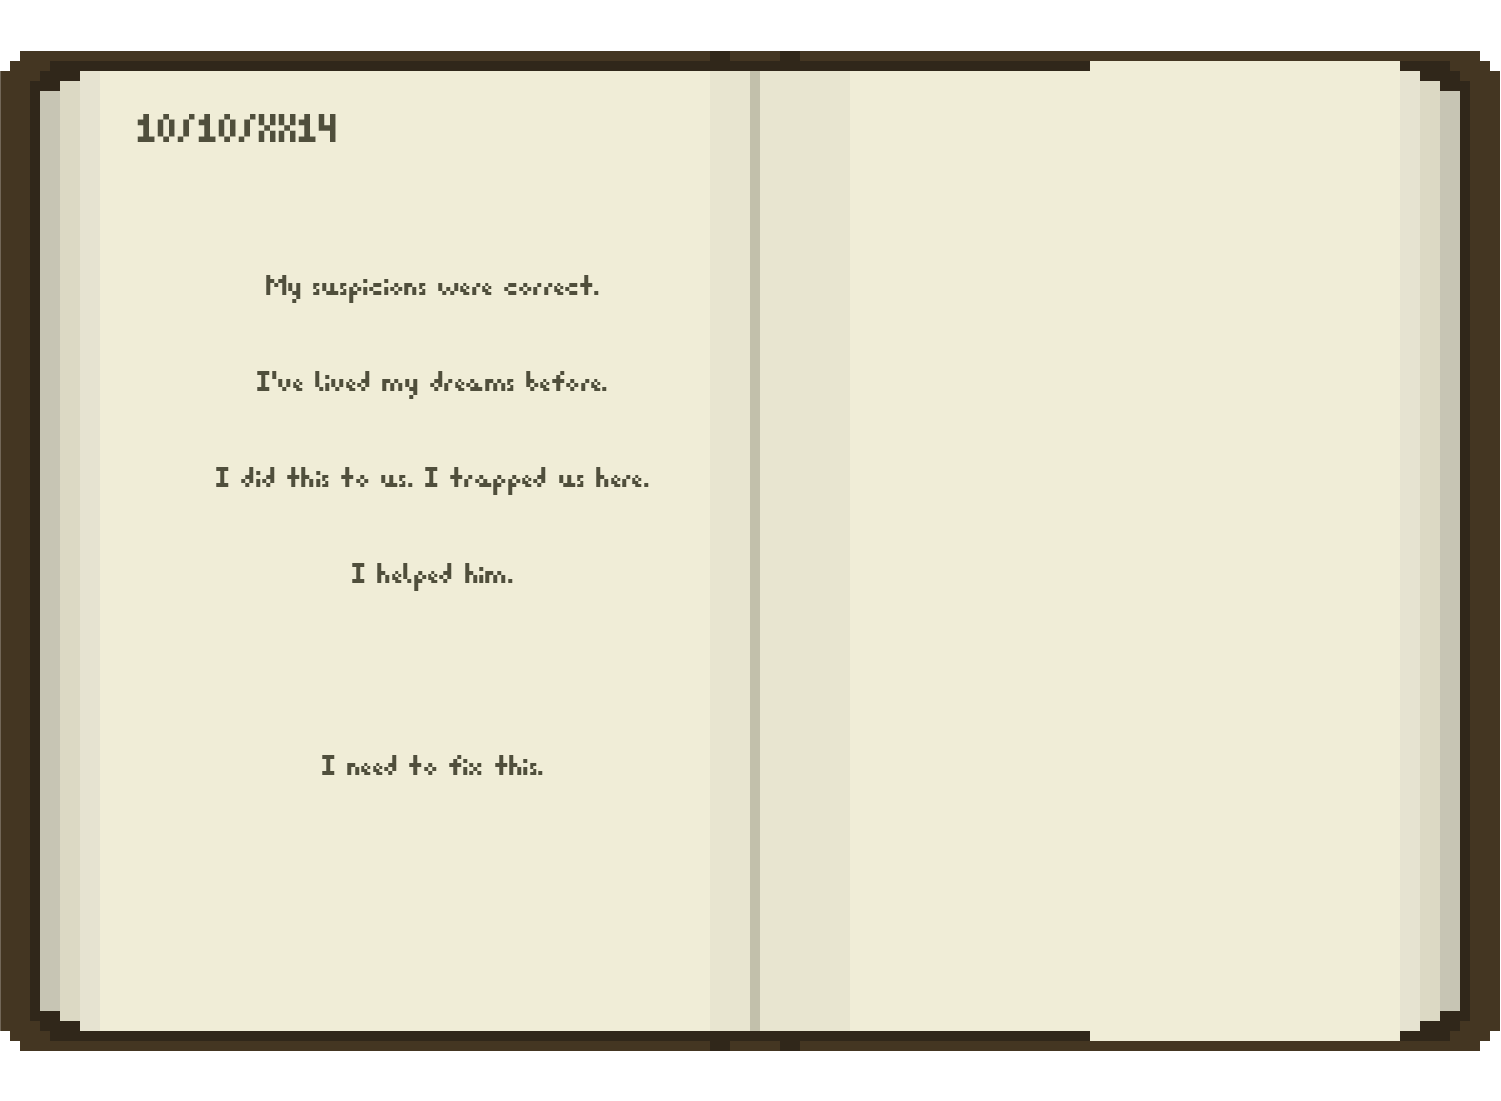 10/10/XX14
My suspicions were correct.
I've lived my dreams before.
I did this to us. I trapped us here.
I helped him.
I need to fix this.